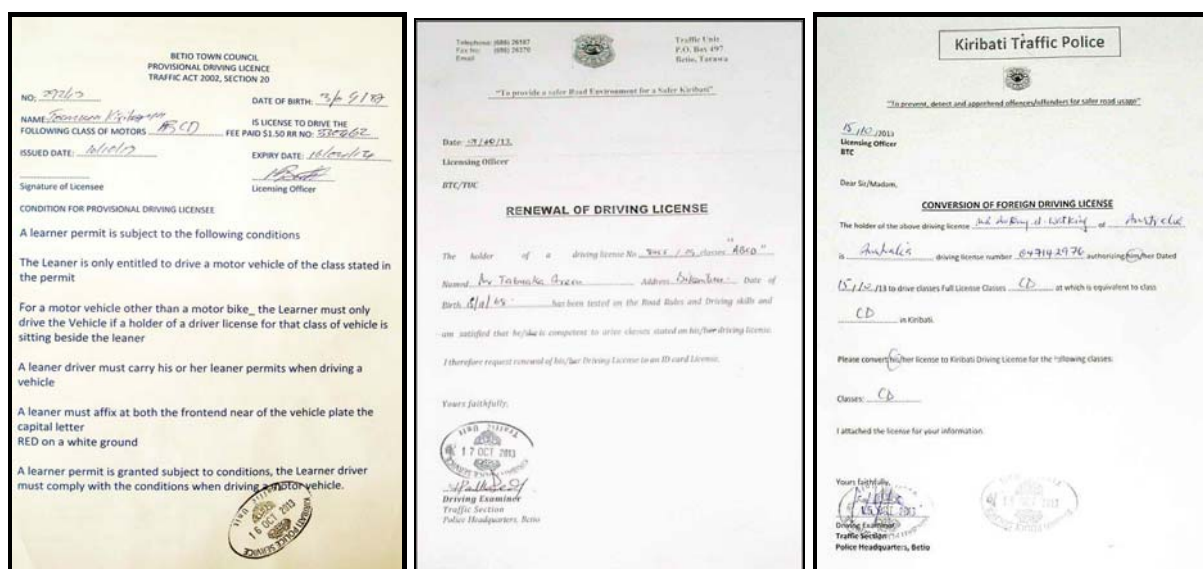 BETIO TOWN COUNCIL
PROVISIONAL DRIVING LICENCE
TRAFFIC ACT 2002, SECTION 20
NO:
DATE OF BIRTH:
NAME
IS LICENSE TO DRIVE THE
FOLLOWING CLASS OF MOTORS ABCD FEE PAID $1.50 RR NO:
ISSUED DATE: EXPIRY DATE:
Signature of Licensee Licensing Officer
CONDITION FOR PROVISIONAL DRIVING LICENSEE
A learner permit is subject to the following conditions
The Leaner is only entitled to drive a motor vehicle of the class stated in
the permit
For a motor vehicle other than a motor bike_ the Learner must only
drive the Vehicle if a holder of a driver license for that class of vehicle is
sitting beside the leaner
A leaner driver must carry his or her leaner permits when driving a
vehicle
A leaner must affix at both the frontend near of the vehicle plate the
capital letter
RED on a white ground
A learner permit is granted subject to conditions, the Learner driver
must comply with the conditions when driving a motor vehicle.
16 OCT 2013
KIRIBATI POLICE SERVICE
Telephone: (686) 26187
Fax No: (686) 26370
Email
Traffic Unit
P.O. Box 497
Betio, Tarawa
"To provide a safer Road Environment for a Safer Kiribati"
Date:
Licensing Officer
BTC/TUC
RENEWAL OF DRIVING LICENSE
The holder of a driving license No classes "ABCD"
Named Mr Address Date of
Birth has been tested on the Road Rules and Driving skills and
am satisfied that he/she is competent to drive classes stated on his/her driving license.
I therefore request renewal of his/her Driving License to an ID card License.
Yours faithfully,
17 OCT 2013
Driving Examiner
Traffic Section
Police Headquarters, Betio
Kiribati Traffic Police
"To prevent, detect and apprehend offences/offenders for safer road usage"
15/10/2013
Licensing Officer
BTC
Dear Sir/Madam,
CONVERSION OF FOREIGN DRIVING LICENSE
The holder of the above driving license of Australia
is Australia driving license number 047142976 authorizing him/her Dated
15/10/13 to drive classes Full License Classes CD at which is equivalent to class
CD in Kiribati.
Please convert his/her license to Kiribati Driving License for the following classes:
Classes: CD
I attached the license for your information.
Yours faithfully,
Driving Examiner
Traffic Section
Police Headquarters, Betio